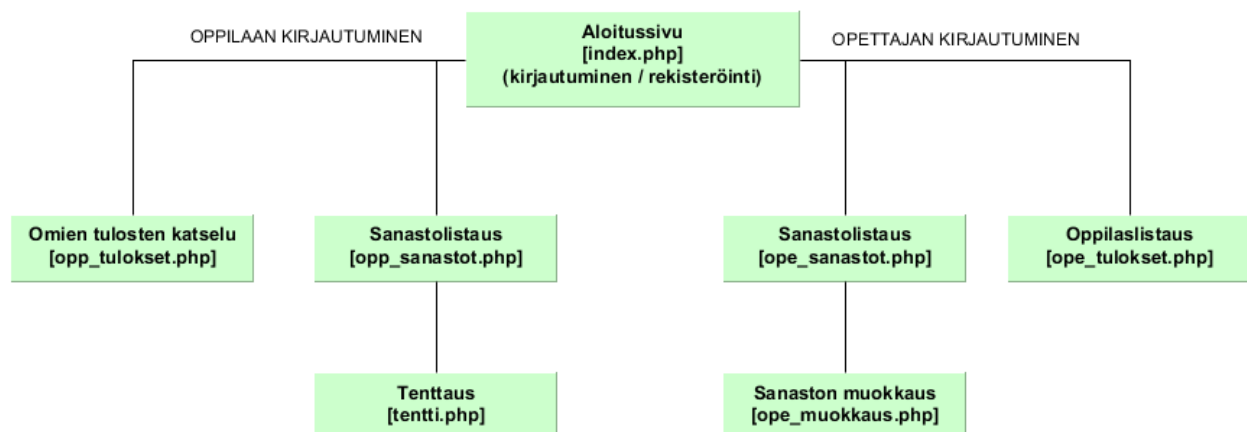 OPPILAAN KIRJAUTUMINEN
Aloitussivu
[index.php]
(kirjautuminen / rekisteröinti)
OPETTAJAN KIRJAUTUMINEN
Omien tulosten katselu
[opp_tulokset.php]
Sanastolistaus
[opp_sanastot.php]
Sanastolistaus
[ope_sanastot.php]
Oppilaslistaus
[ope_tulokset.php]
Tenttaus
[tentti.php]
Sanaston muokkaus
[ope_muokkaus.php]